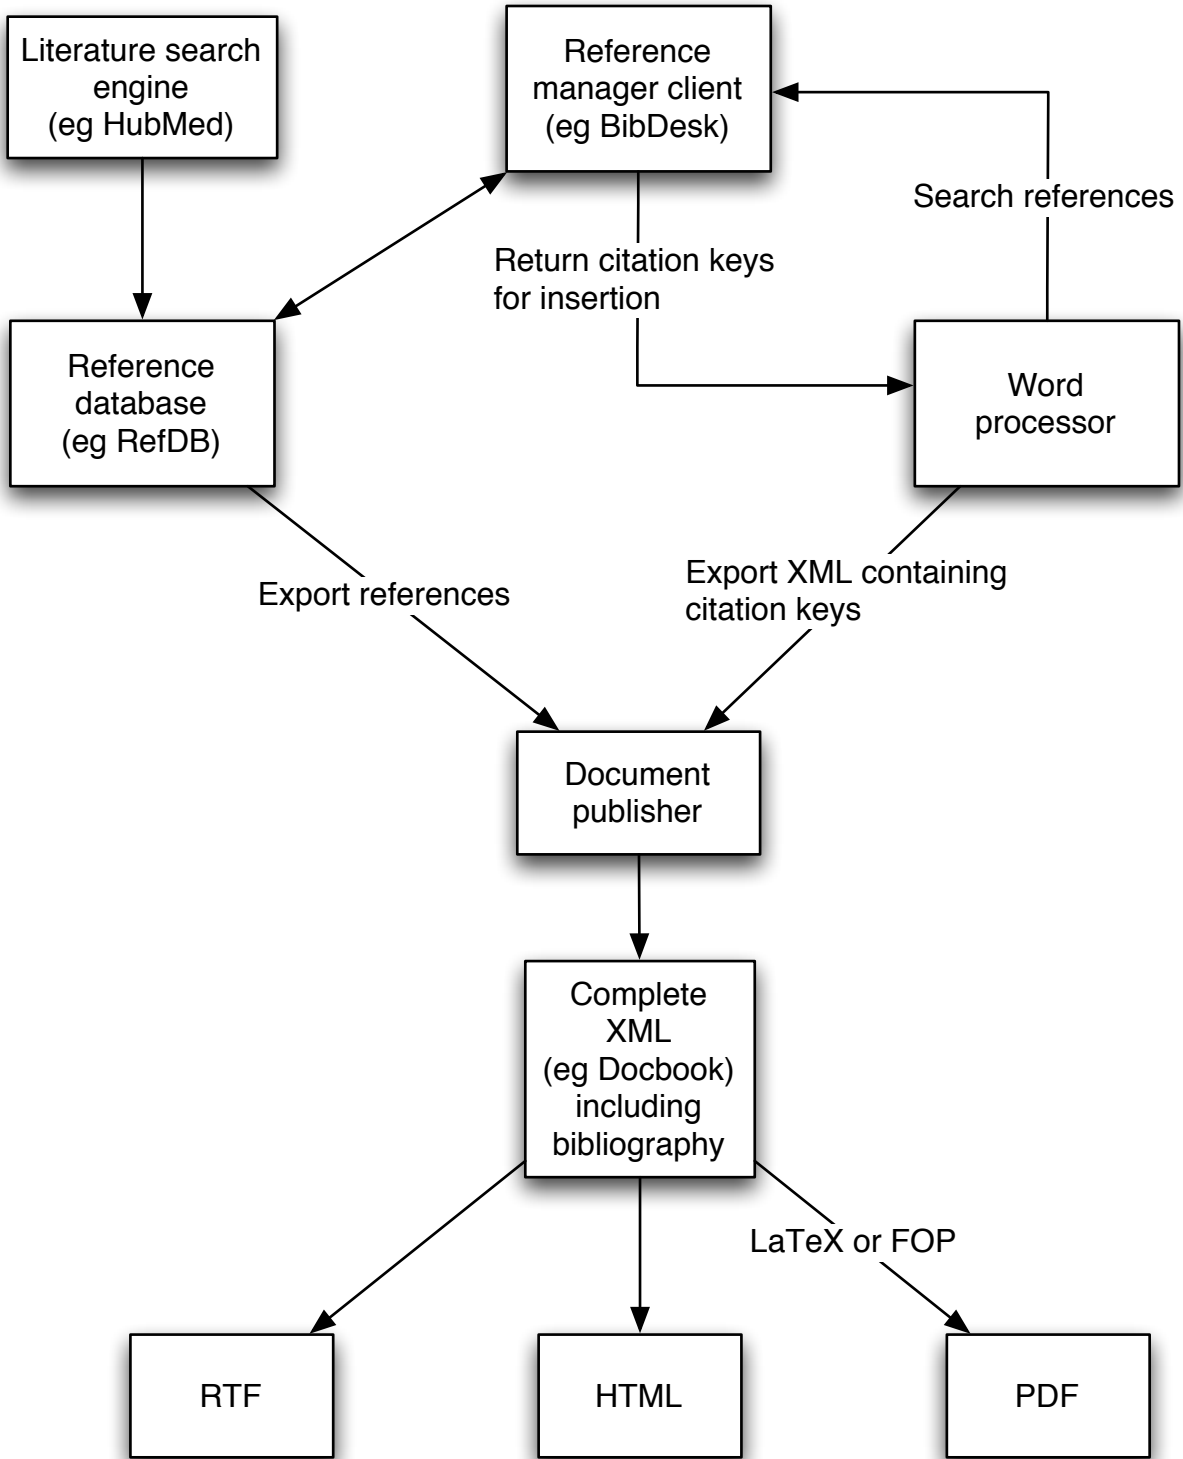 Literature search
engine
(eg HubMed)
Reference
manager client
(eg BibDesk)
Search references
Return citation keys
for insertion
Reference
database
(eg RefDB)
Word
processor
Export references
Export XML containing
citation keys
Document
publisher
Complete
XML
(eg Docbook)
including
bibliography
LaTeX or FOP
RTF
HTML
PDF